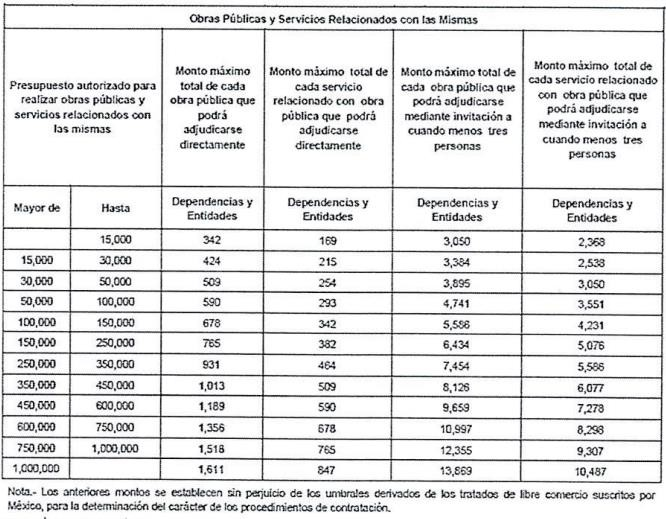 Obras Públicas y Servicios Relacionados con las Mismas
Presupuesto autorizado para
realizar obras públicas y
servicios relacionados con
las mismas
Monto máximo
total de cada
obra pública que
podrá
adjudicarse
directamente
Monto máximo total de
cada servicio
relacionado con obra
pública que podrá
adjudicarse
directamente
Monto máximo total de
cada obra pública que
podrá adjudicarse
mediante invitación a
cuando menos tres
personas
Monto máximo total de
cada servicio relacionado
con obra pública que
podrá adjudicarse
mediante invitación a
cuando menos tres
personas
Mayor de Hasta Dependencias y Entidades Dependencias y Entidades Dependencias y Entidades Dependencias y Entidades
15,000 342 169 3,050 2,368
15,000 30,000 424 215 3,384 2,538
30,000 50,000 509 254 3,895 3,050
50,000 100,000 590 293 4,741 3,551
100,000 150,000 678 342 5,586 4,231
150,000 250,000 765 382 6,434 5,076
250,000 350,000 931 464 7,454 5,586
350,000 450,000 1,013 509 8,126 6,077
450,000 600,000 1,189 590 9,659 7,278
600,000 750,000 1,356 678 10,997 8,298
750,000 1,000,000 1,518 765 12,355 9,307
1,000,000 1,611 847 13,869 10,487
Nota.- Los anteriores montos se establecen sin perjuicio de los umbrales derivados de los tratados de libre comercio suscritos por
México, para la determinación del carácter de los procedimientos de contratación.